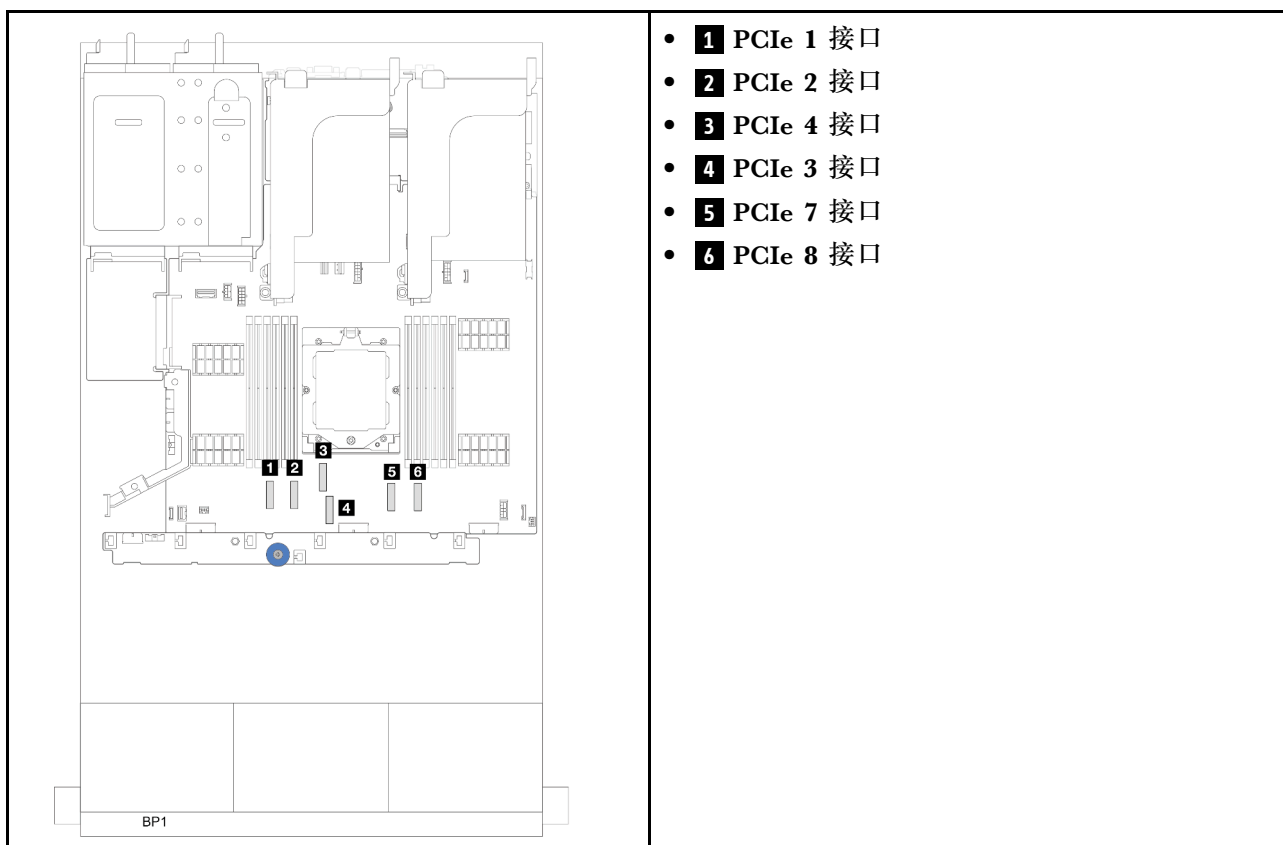 1 2 3 4 5 6
BP1
• 1 PCIe 1 接口
• 2 PCIe 2 接口
• 3 PCIe 4 接口
• 4 PCIe 3 接口
• 5 PCIe 7 接口
• 6 PCIe 8 接口